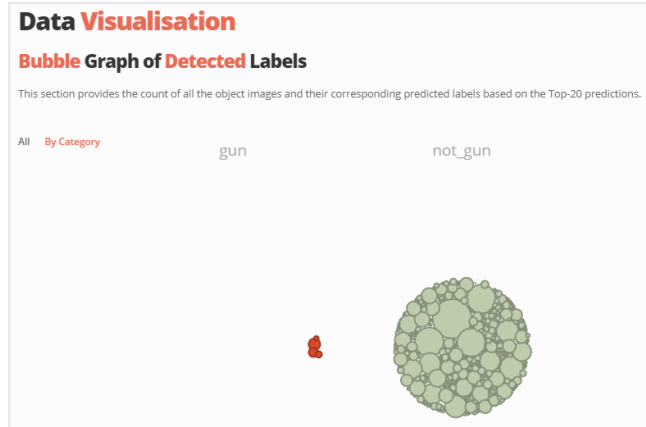 Data Visualisation
Bubble Graph of Detected Labels
This section provides the count of all the object images and their corresponding predicted labels based on the Top-20 predictions.
All By Category
gun not_gun